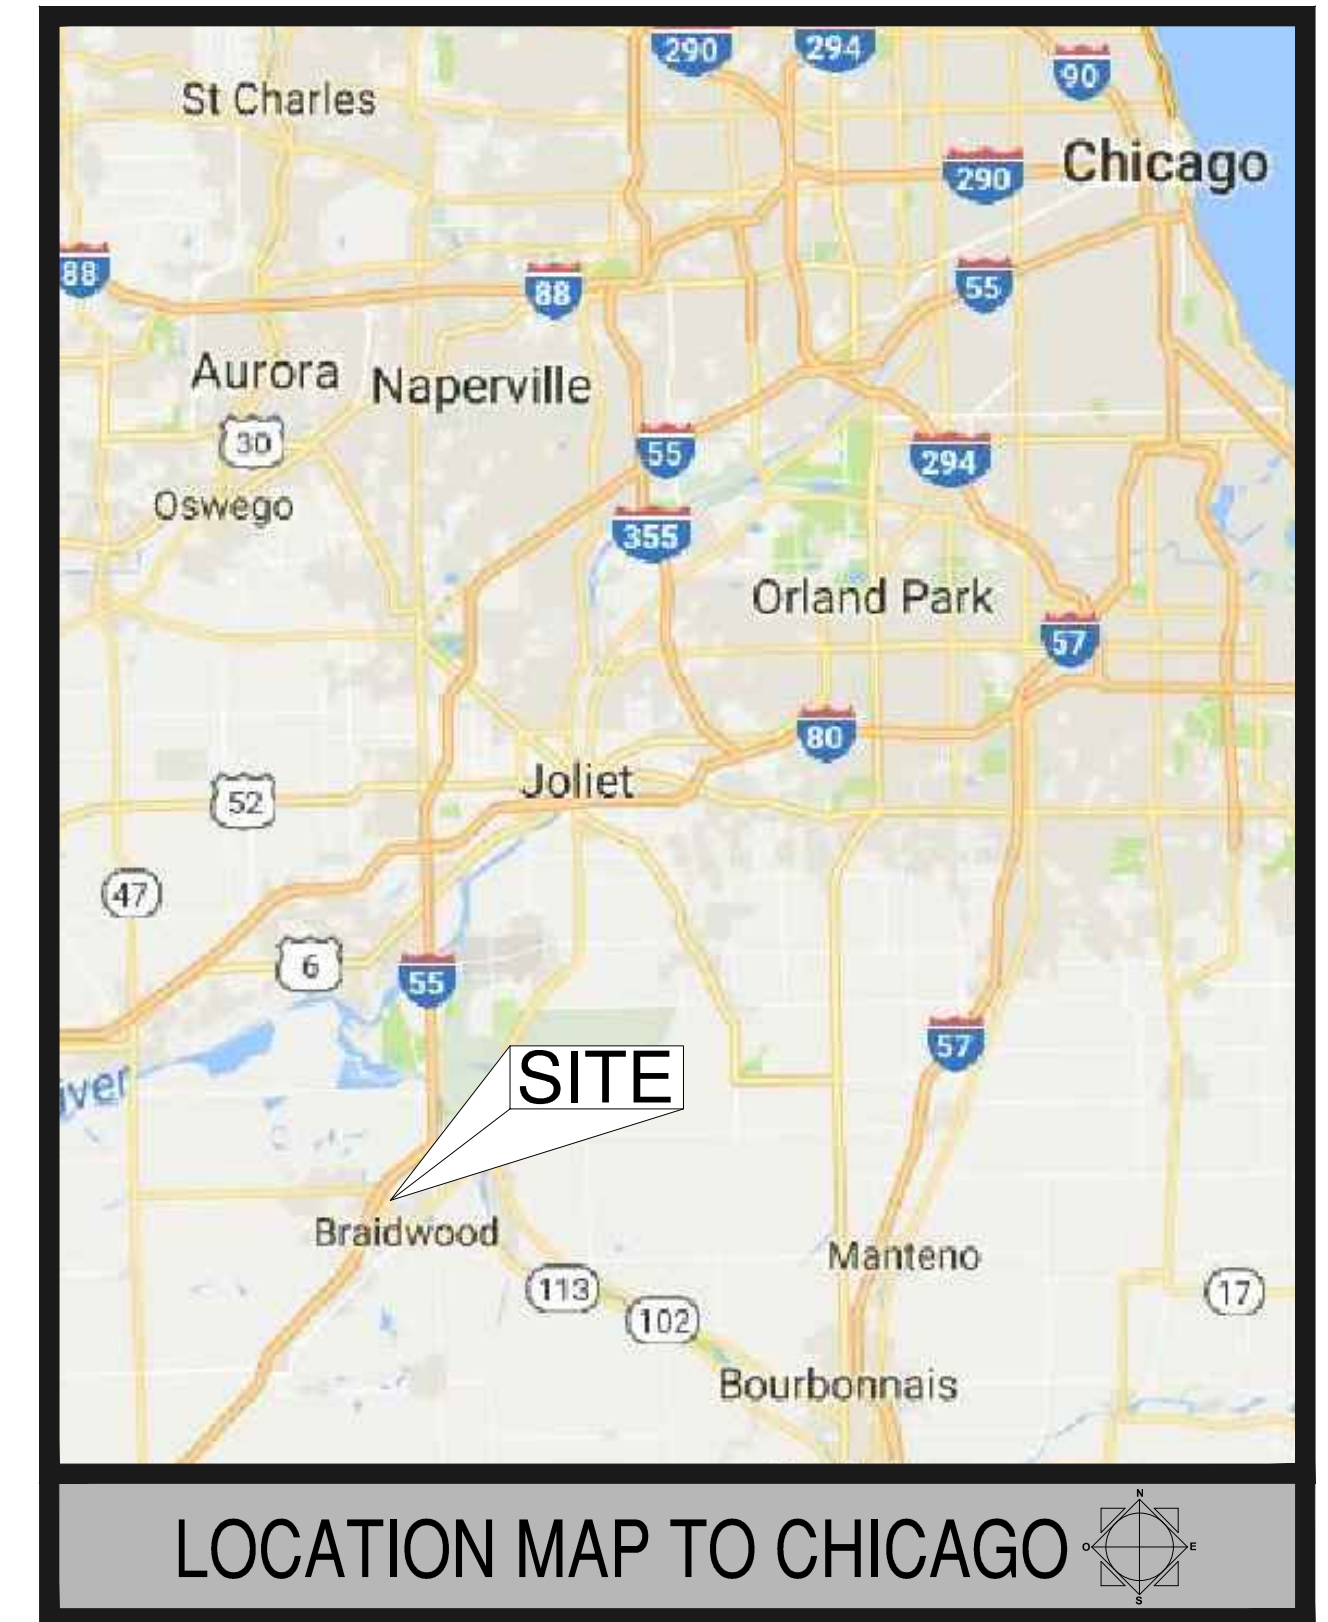 290
294
90
St Charles
Chicago
290
88
88
55
Aurora
Naperville
30
55
294
Oswego
355
Orland Park
57
80
Joliet
52
47
6
55
57
SITE
iver
Braidwood
Manteno
113
17
102
Bourbonnais
LOCATION MAP TO CHICAGO
N
O
E
S